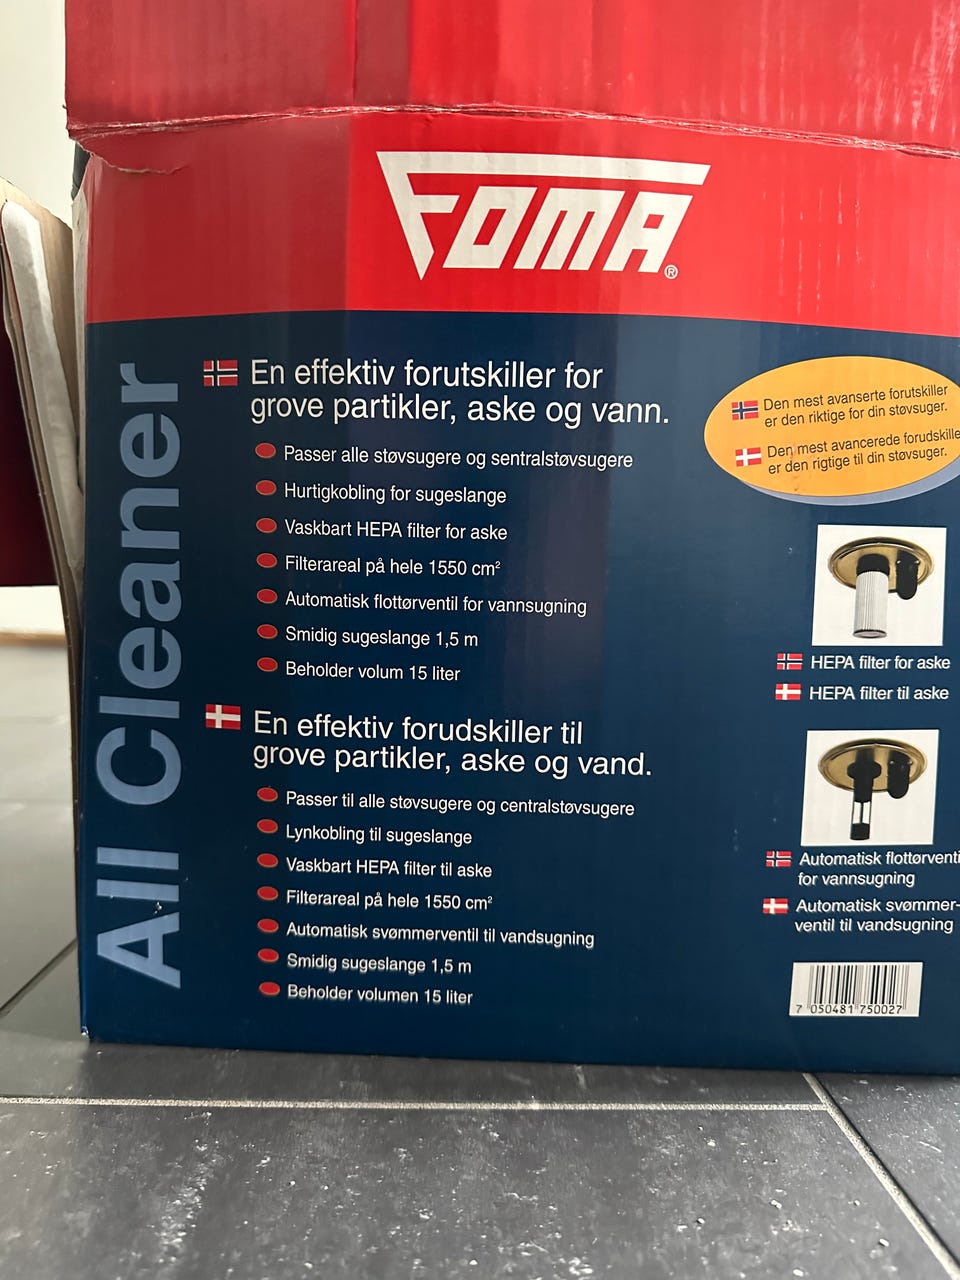 FOMA®
All Cleaner
En effektiv forutskiller for
grove partikler, aske og vann.
Passer alle støvsugere og sentralstøvsugere
Hurtigkobling for sugeslange
Vaskbart HEPA filter for aske
Filterareal på hele 1550 cm²
Automatisk flottørventil for vannsugning
Smidig sugeslange 1,5 m
Beholder volum 15 liter
En effektiv forudskiller til
grove partikler, aske og vand.
Passer til alle støvsugere og centralstøvsugere
Lynkobling til sugeslange
Vaskbart HEPA filter til aske
Filterareal på hele 1550 cm²
Automatisk svømmerventil til vandsugning
Smidig sugeslange 1,5 m
Beholder volumen 15 liter
Den mest avanserte forutskiller
er den riktige for din støvsuger.
Den mest avancerede forudskille
er den rigtige til din støvsuger.
HEPA filter for aske
HEPA filter til aske
Automatisk flottørventi
for vannsugning
Automatisk svømmer-
ventil til vandsugning
7 050481 750027